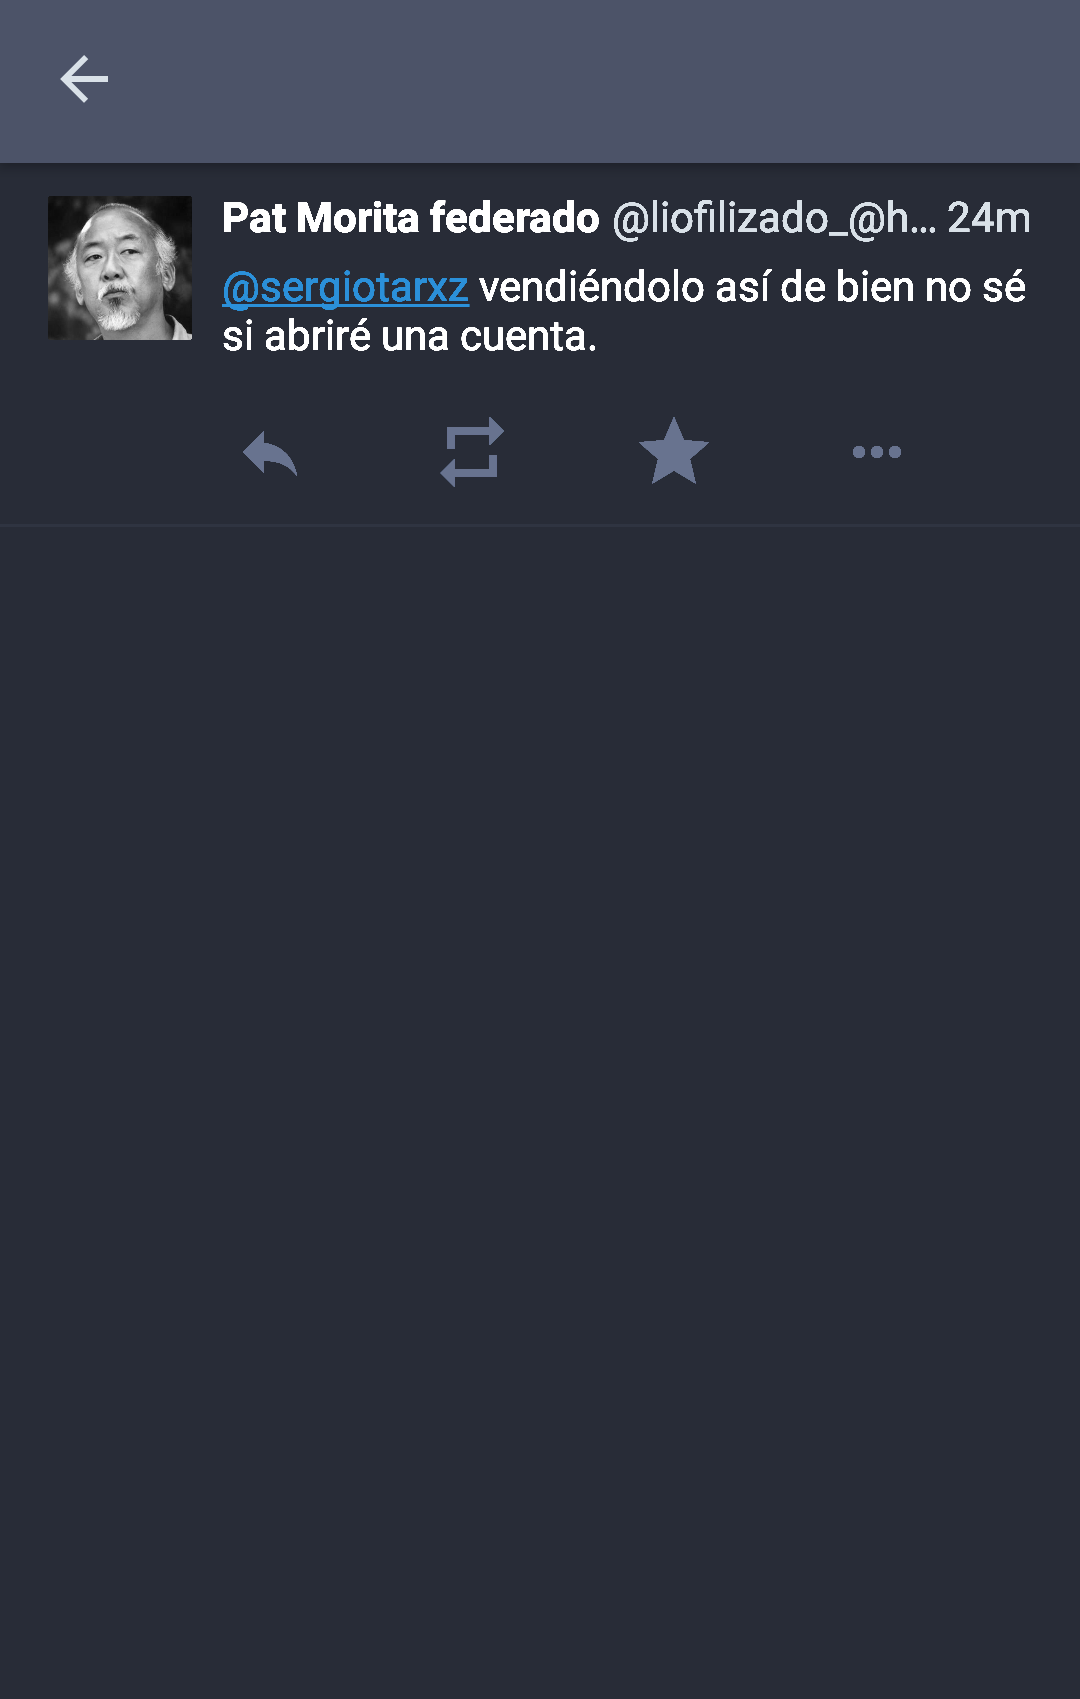 Pat Morita federado @liofilizado_@h... 24m
@sergiotarxz vendiéndolo así de bien no sé
si abriré una cuenta.